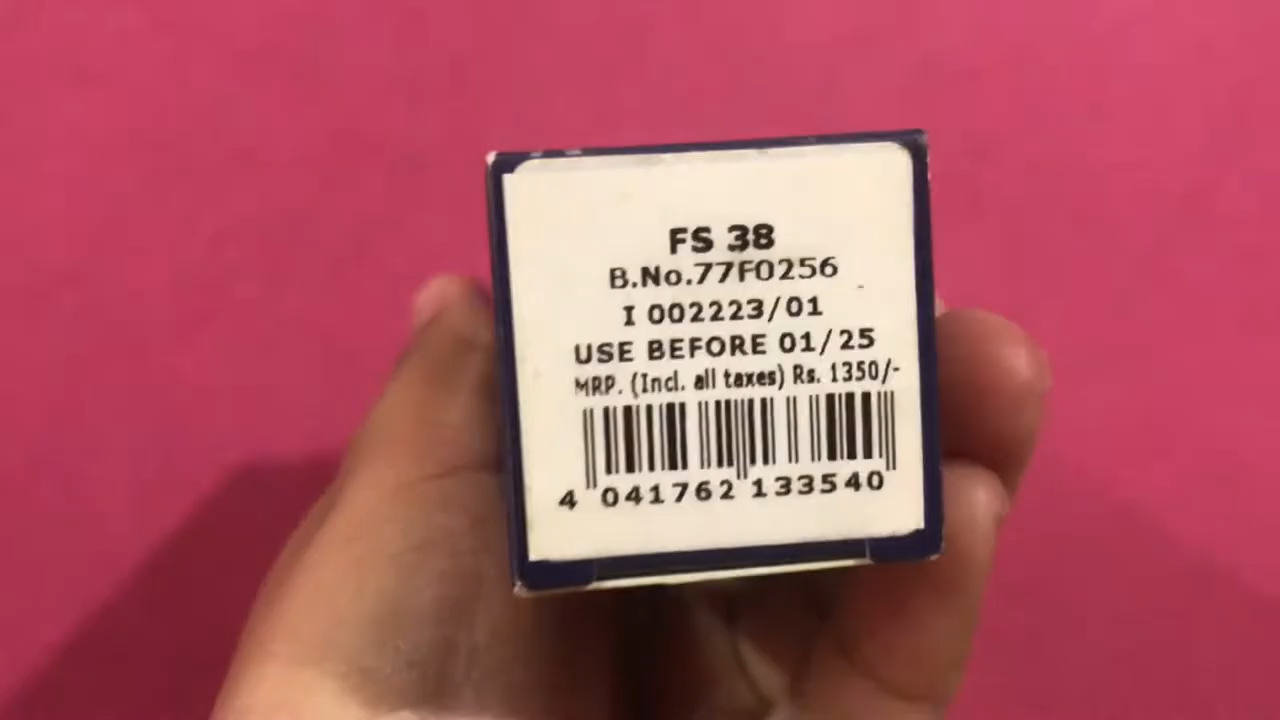 FS 38
B.No.77F0256
I 002223/01
USE BEFORE 01/25
MRP. (Incl. all taxes) Rs. 1350/-
4 041762 133540